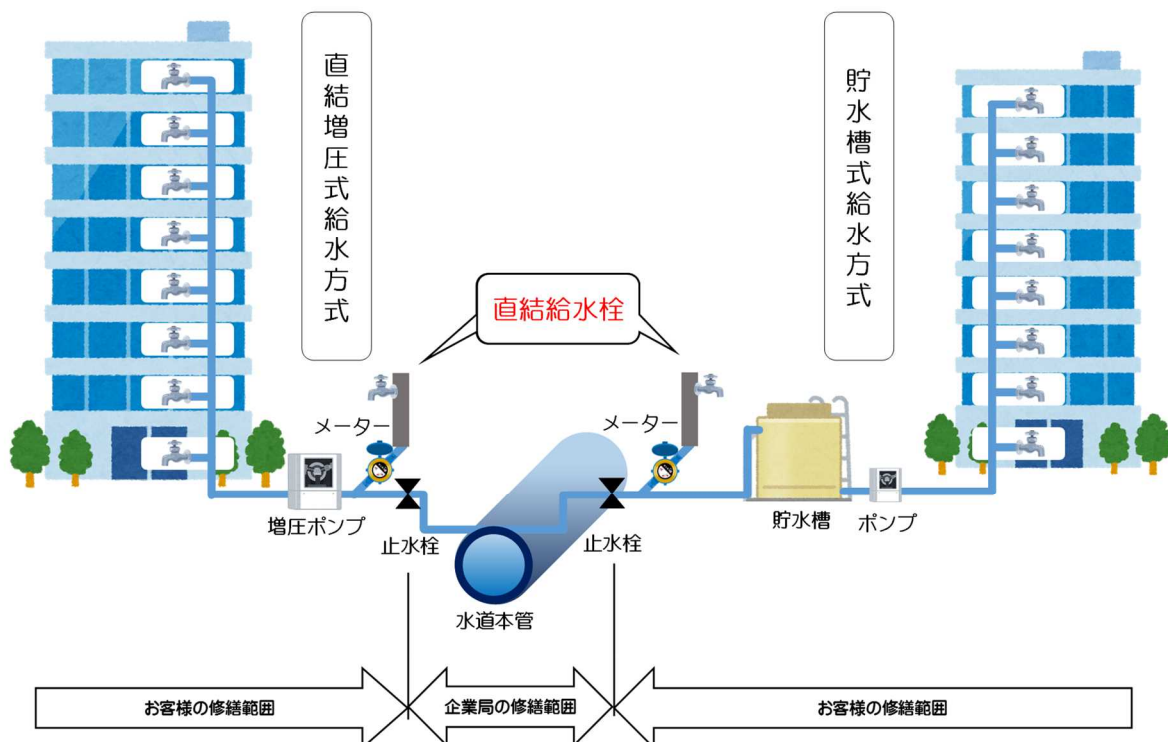 直結増圧式給水方式
貯水槽式給水方式
直結給水栓
メーター
メーター
増圧ポンプ
止水栓
止水栓
貯水槽
ポンプ
水道本管
お客様の修繕範囲
企業局の修繕範囲
お客様の修繕範囲